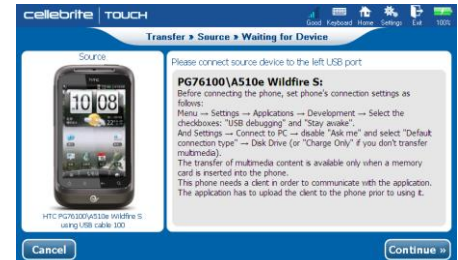 cellebrite TOUCH
Good Keyboard Home Settings Exit 100%
Transfer » Source » Waiting for Device
Source
Please connect source device to the left USB port
PG76100\A510e Wildfire S:
Before connecting the phone, set phone's connection settings as
follows:
Menu → Settings → Applications → Development → Select the
checkboxes: "USB debugging" and "Stay awake".
And Settings → Connect to PC → disable "Ask me" and select "Default
connection type" → Disk Drive (or "Charge Only" if you don't transfer
multimedia).
The transfer of multimedia content is available only when a memory
card is inserted into the phone.
This phone needs a client in order to communicate with the application.
The application has to upload the client to the phone prior to using it.
10 08
HTC PG76100\A510e Wildfire S
using USB cable 100
Cancel
Continue »